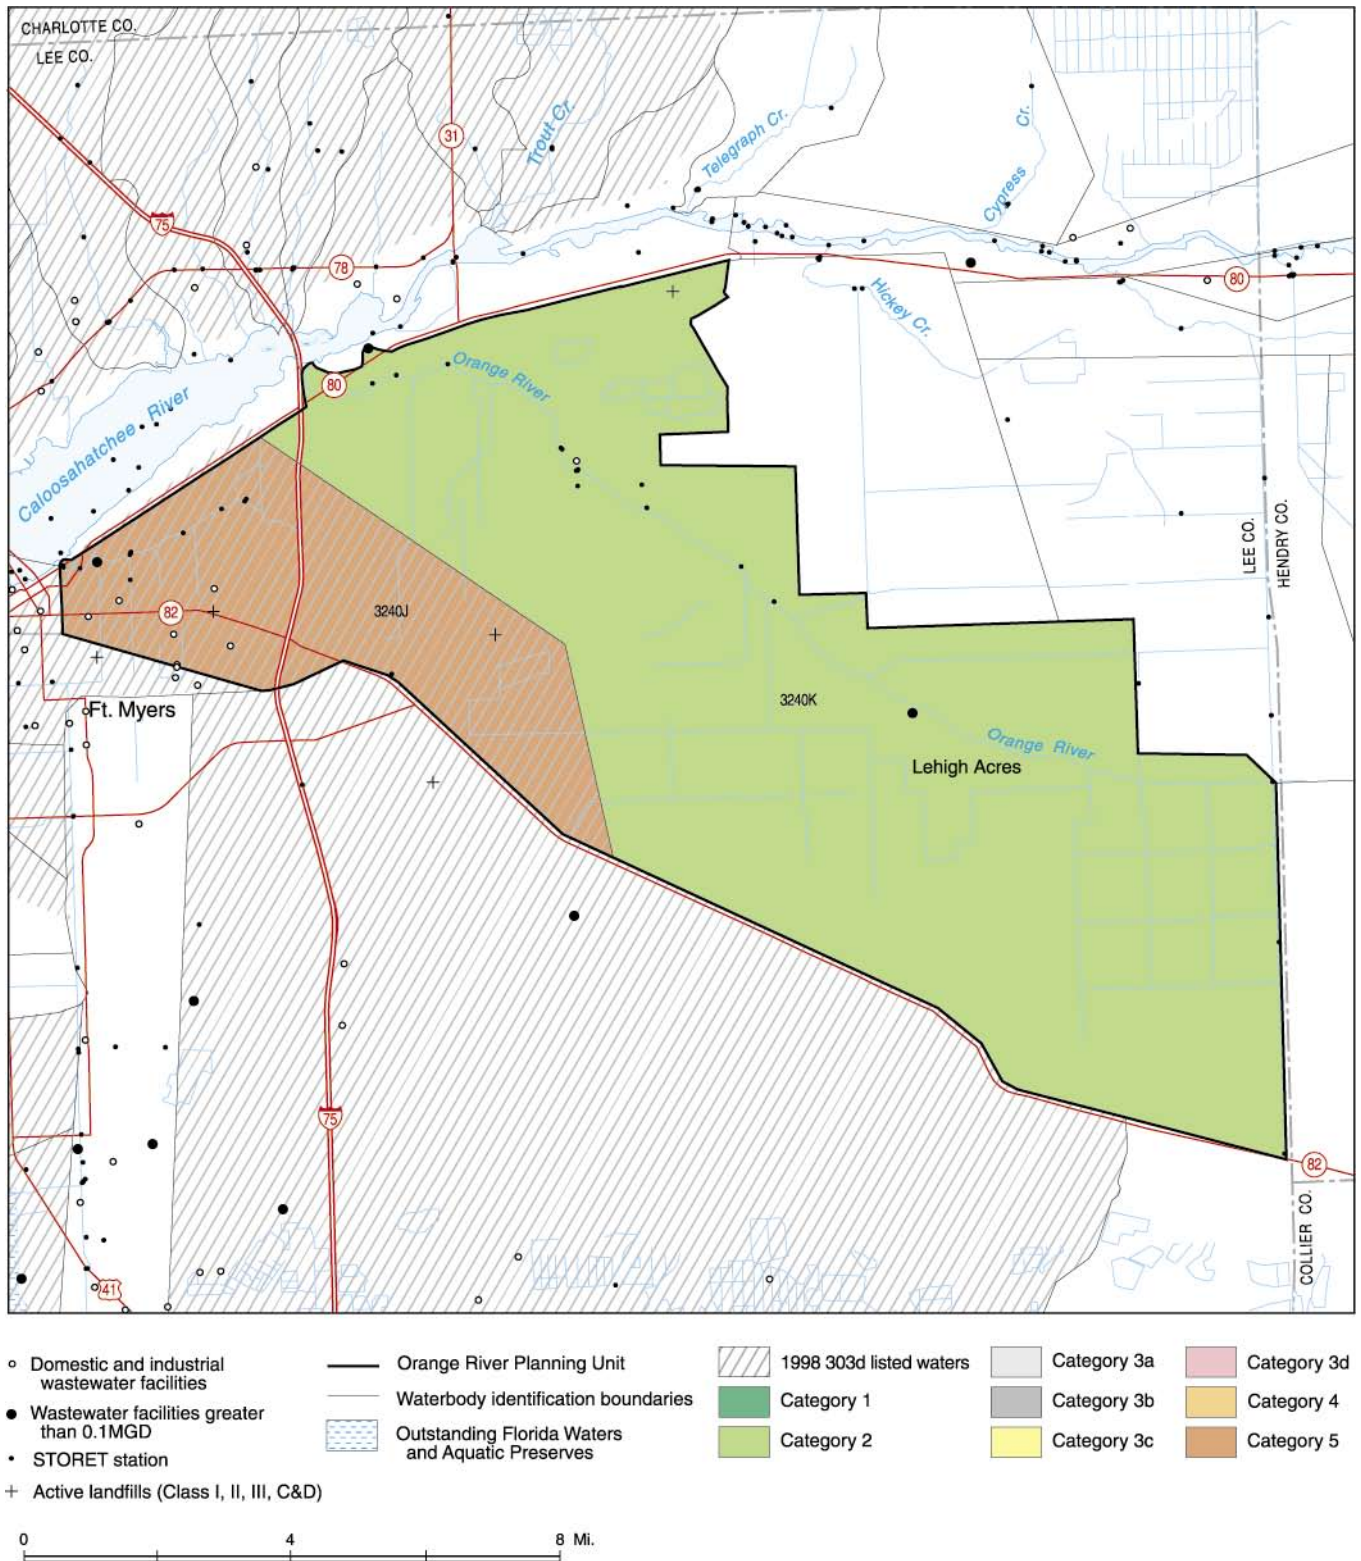 CHARLOTTE CO.
LEE CO.
31
Trout Cr.
Telegraph Cr.
Cypress Cr.
75
78
80
Hickey Cr.
Orange River
80
Caloosahatchee River
LEE CO.
HENDRY CO.
82
3240J
3240K
Ft. Myers
Orange River
Lehigh Acres
75
82
COLLIER CO.
41
Domestic and industrial
wastewater facilities
Wastewater facilities greater
than 0.1MGD
STORET station
Active landfills (Class I, II, III, C&D)
Orange River Planning Unit
Waterbody identification boundaries
Outstanding Florida Waters
and Aquatic Preserves
1998 303d listed waters
Category 1
Category 2
Category 3a
Category 3b
Category 3c
Category 3d
Category 4
Category 5
0 4 8 Mi.